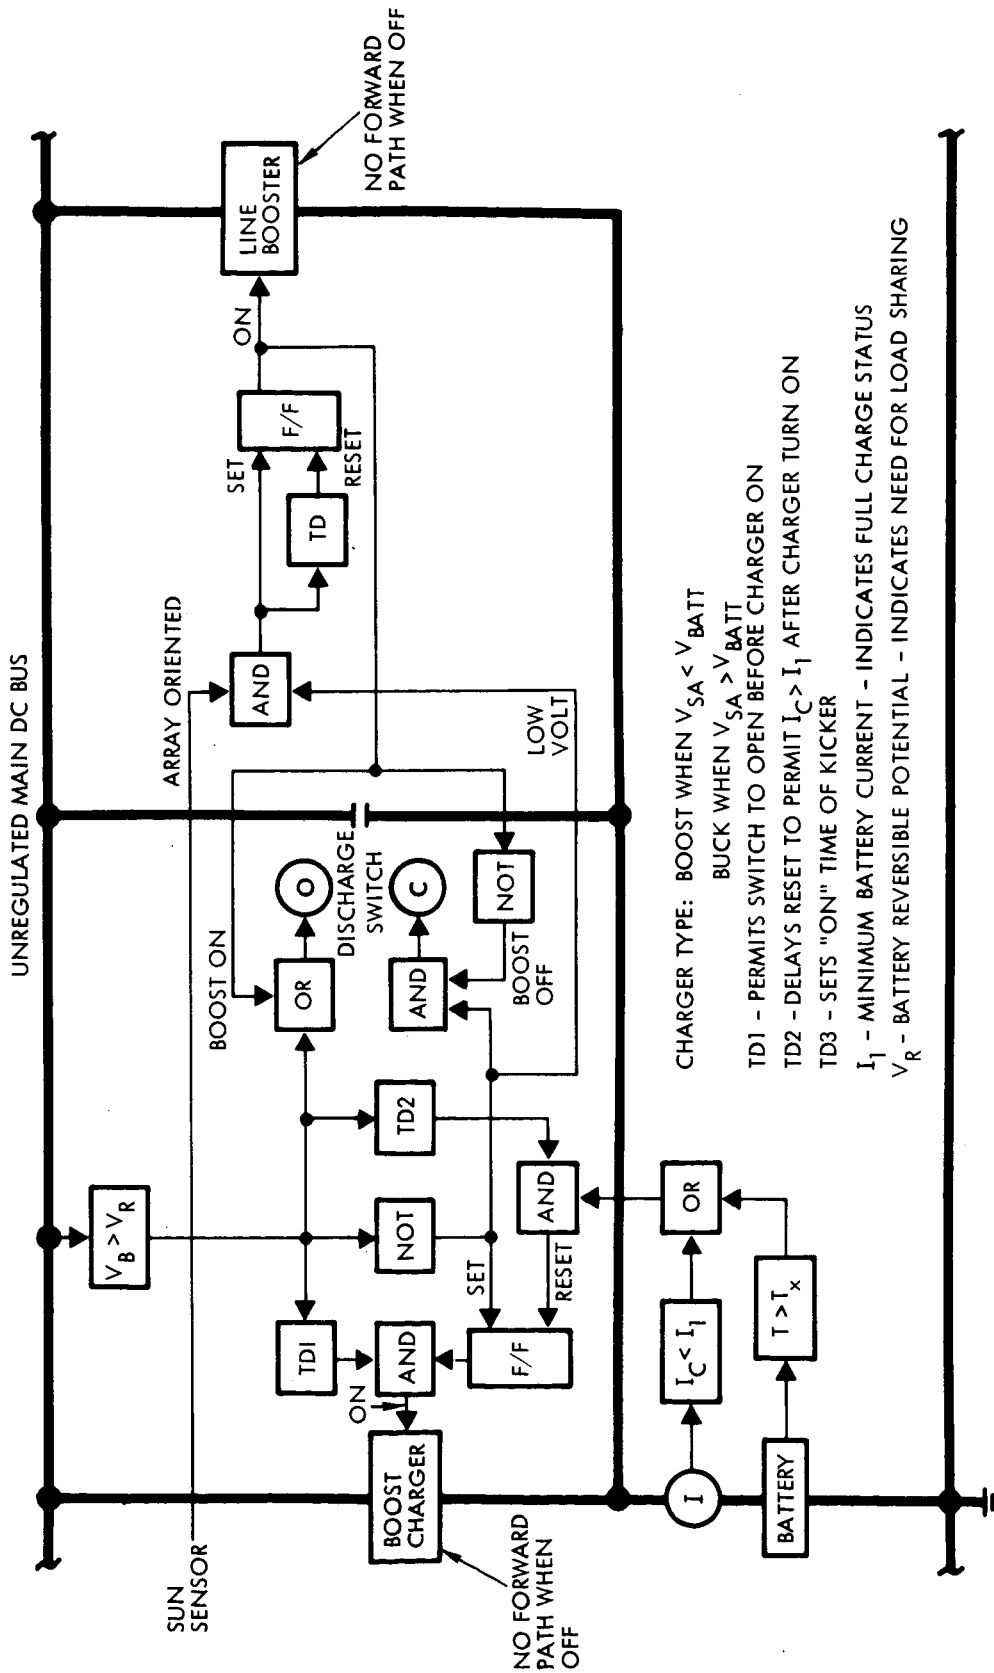 UNREGULATED MAIN DC BUS
SUN
SENSOR
ARRAY ORIENTED
V_B > V_R
BOOST ON
NO FORWARD
PATH WHEN OFF
LINE
BOOSTER
ON
F/F
SET
RESET
TD
AND
LOW
VOLT
TD1
NOT
TD2
OR
O
DISCHARGE
SWITCH
C
AND
NOT
BOOST
OFF
ON
AND
BOOST
CHARGER
NO FORWARD
PATH WHEN
OFF
SET
RESET
F/F
AND
I
I_C < I_1
OR
BATTERY
T > T_x
CHARGER TYPE: BOOST WHEN V_SA < V_BATT
BUCK WHEN V_SA > V_BATT
TD1 - PERMITS SWITCH TO OPEN BEFORE CHARGER ON
TD2 - DELAYS RESET TO PERMIT I_C > I_1 AFTER CHARGER TURN ON
TD3 - SETS "ON" TIME OF KICKER
I_1 - MINIMUM BATTERY CURRENT - INDICATES FULL CHARGE STATUS
V_R - BATTERY REVERSIBLE POTENTIAL - INDICATES NEED FOR LOAD SHARING